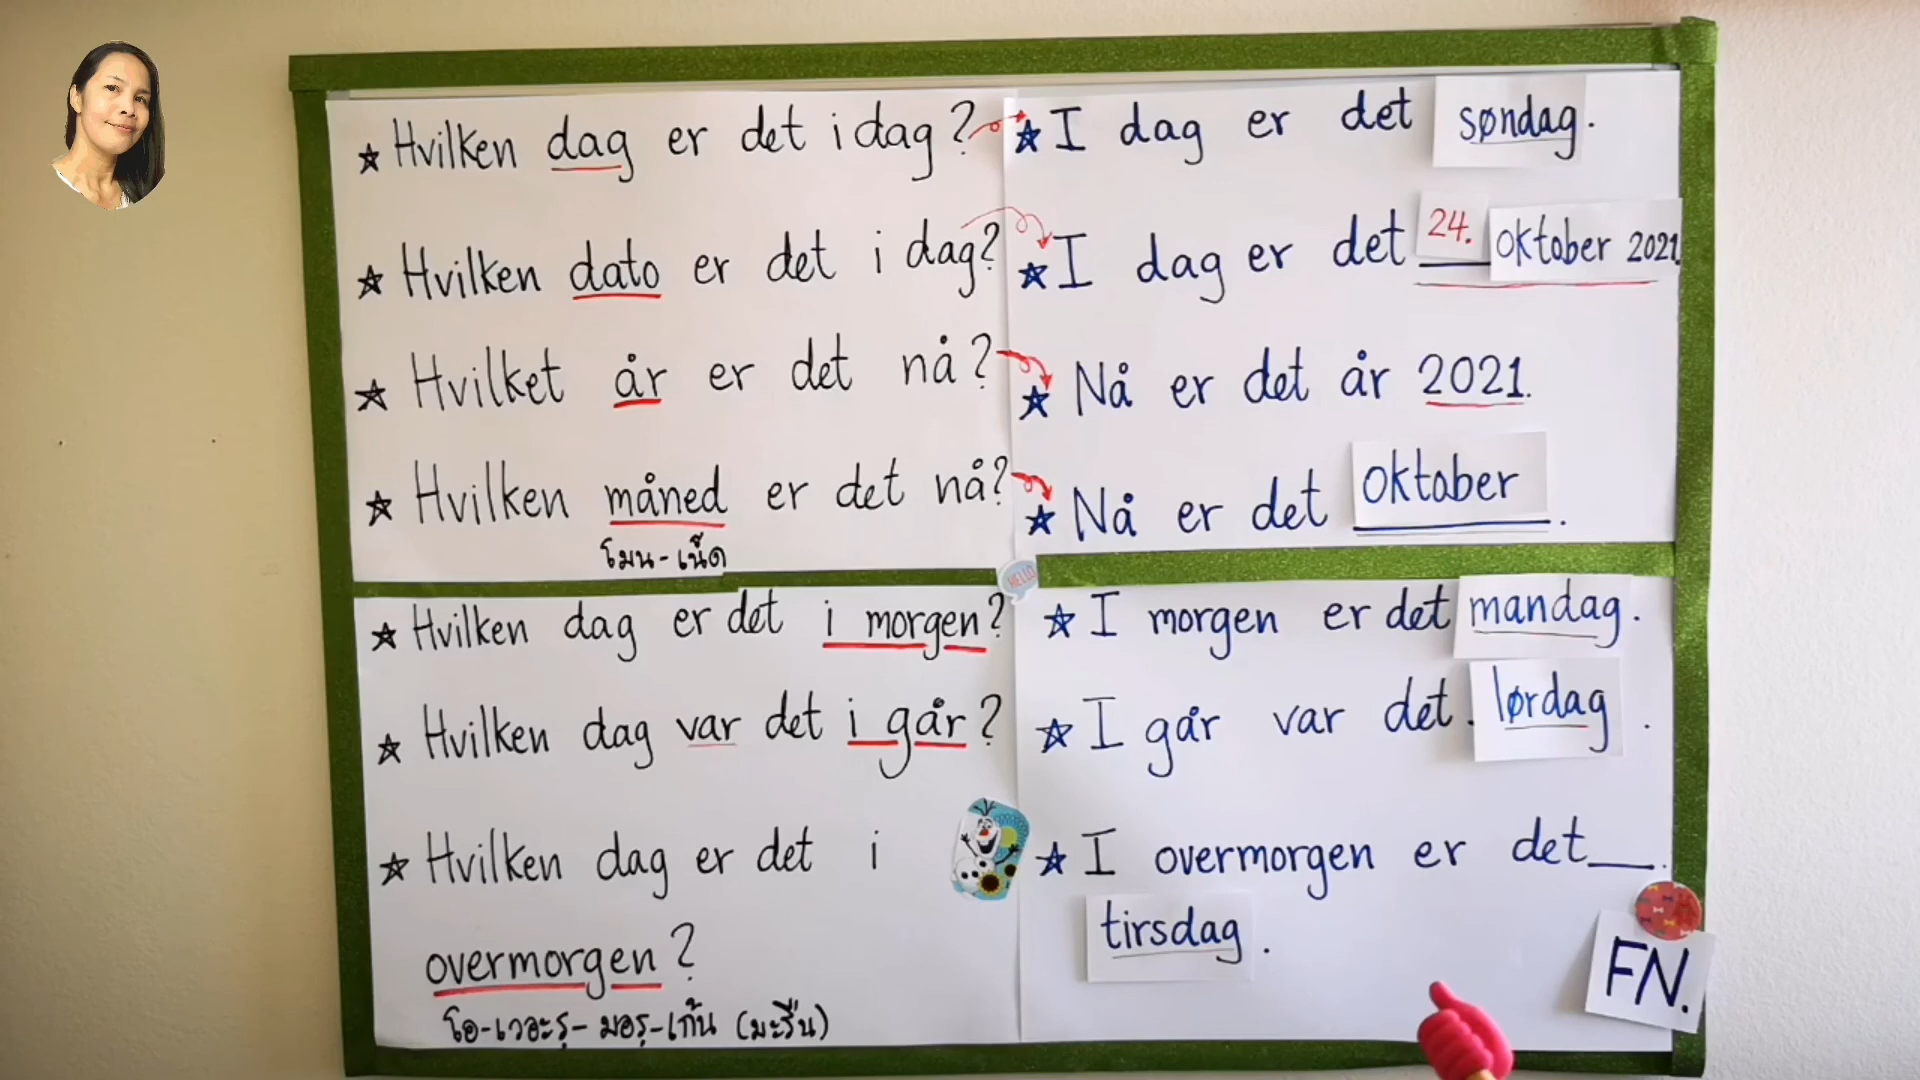 Hvilken dag er det i dag?
I dag er det søndag.
Hvilken dato er det i dag?
I dag er det 24. oktober 2021.
Hvilket år er det nå?
Nå er det år 2021.
Hvilken måned er det nå?
โมน-เน็ด
Nå er det oktober.
HELLO
Hvilken dag er det i morgen?
I morgen er det mandag.
Hvilken dag var det i går?
I går var det. lørdag.
Hvilken dag er det i
overmorgen?
โอ-เวอะรฺ-มอรฺ-เก้น (มะรืน)
I overmorgen er det__.
tirsdag.
FN.